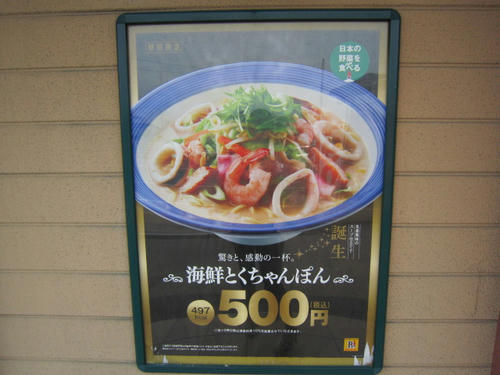 日本の
野菜を
食べる
誕生
驚きと、感動の一杯。
海鮮とくちゃんぽん
497
kcal
500円
(税込)